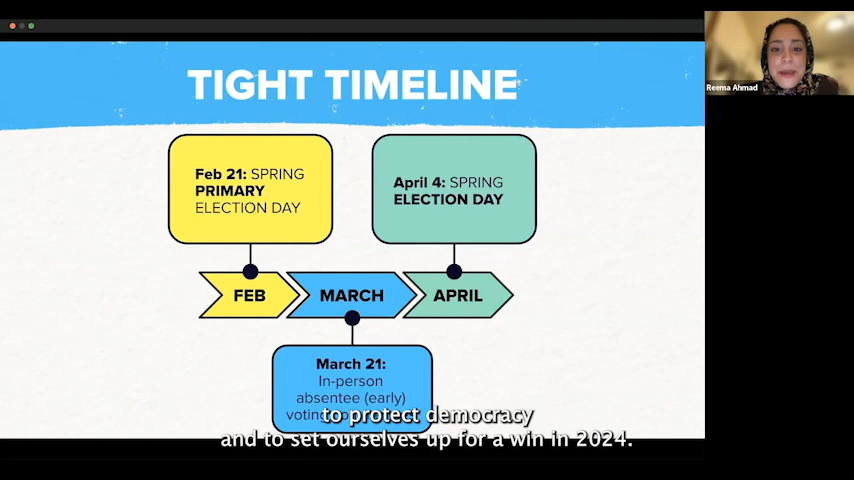 TIGHT TIMELINE
Reema Ahmad
Feb 21: SPRING
PRIMARY
ELECTION DAY
April 4: SPRING
ELECTION DAY
FEB
MARCH
APRIL
March 21:
In-person
absentee (early)
voting
to protect democracy
and to set ourselves up for a win in 2024.